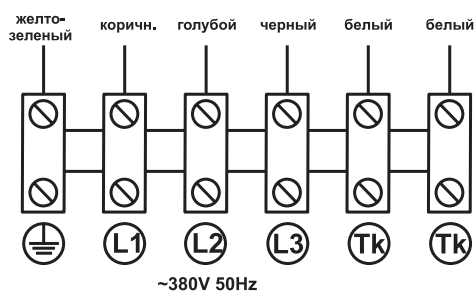 желто-
зеленый коричн. голубой черный белый белый
L1 L2 L3 Tk Tk
~380V 50Hz